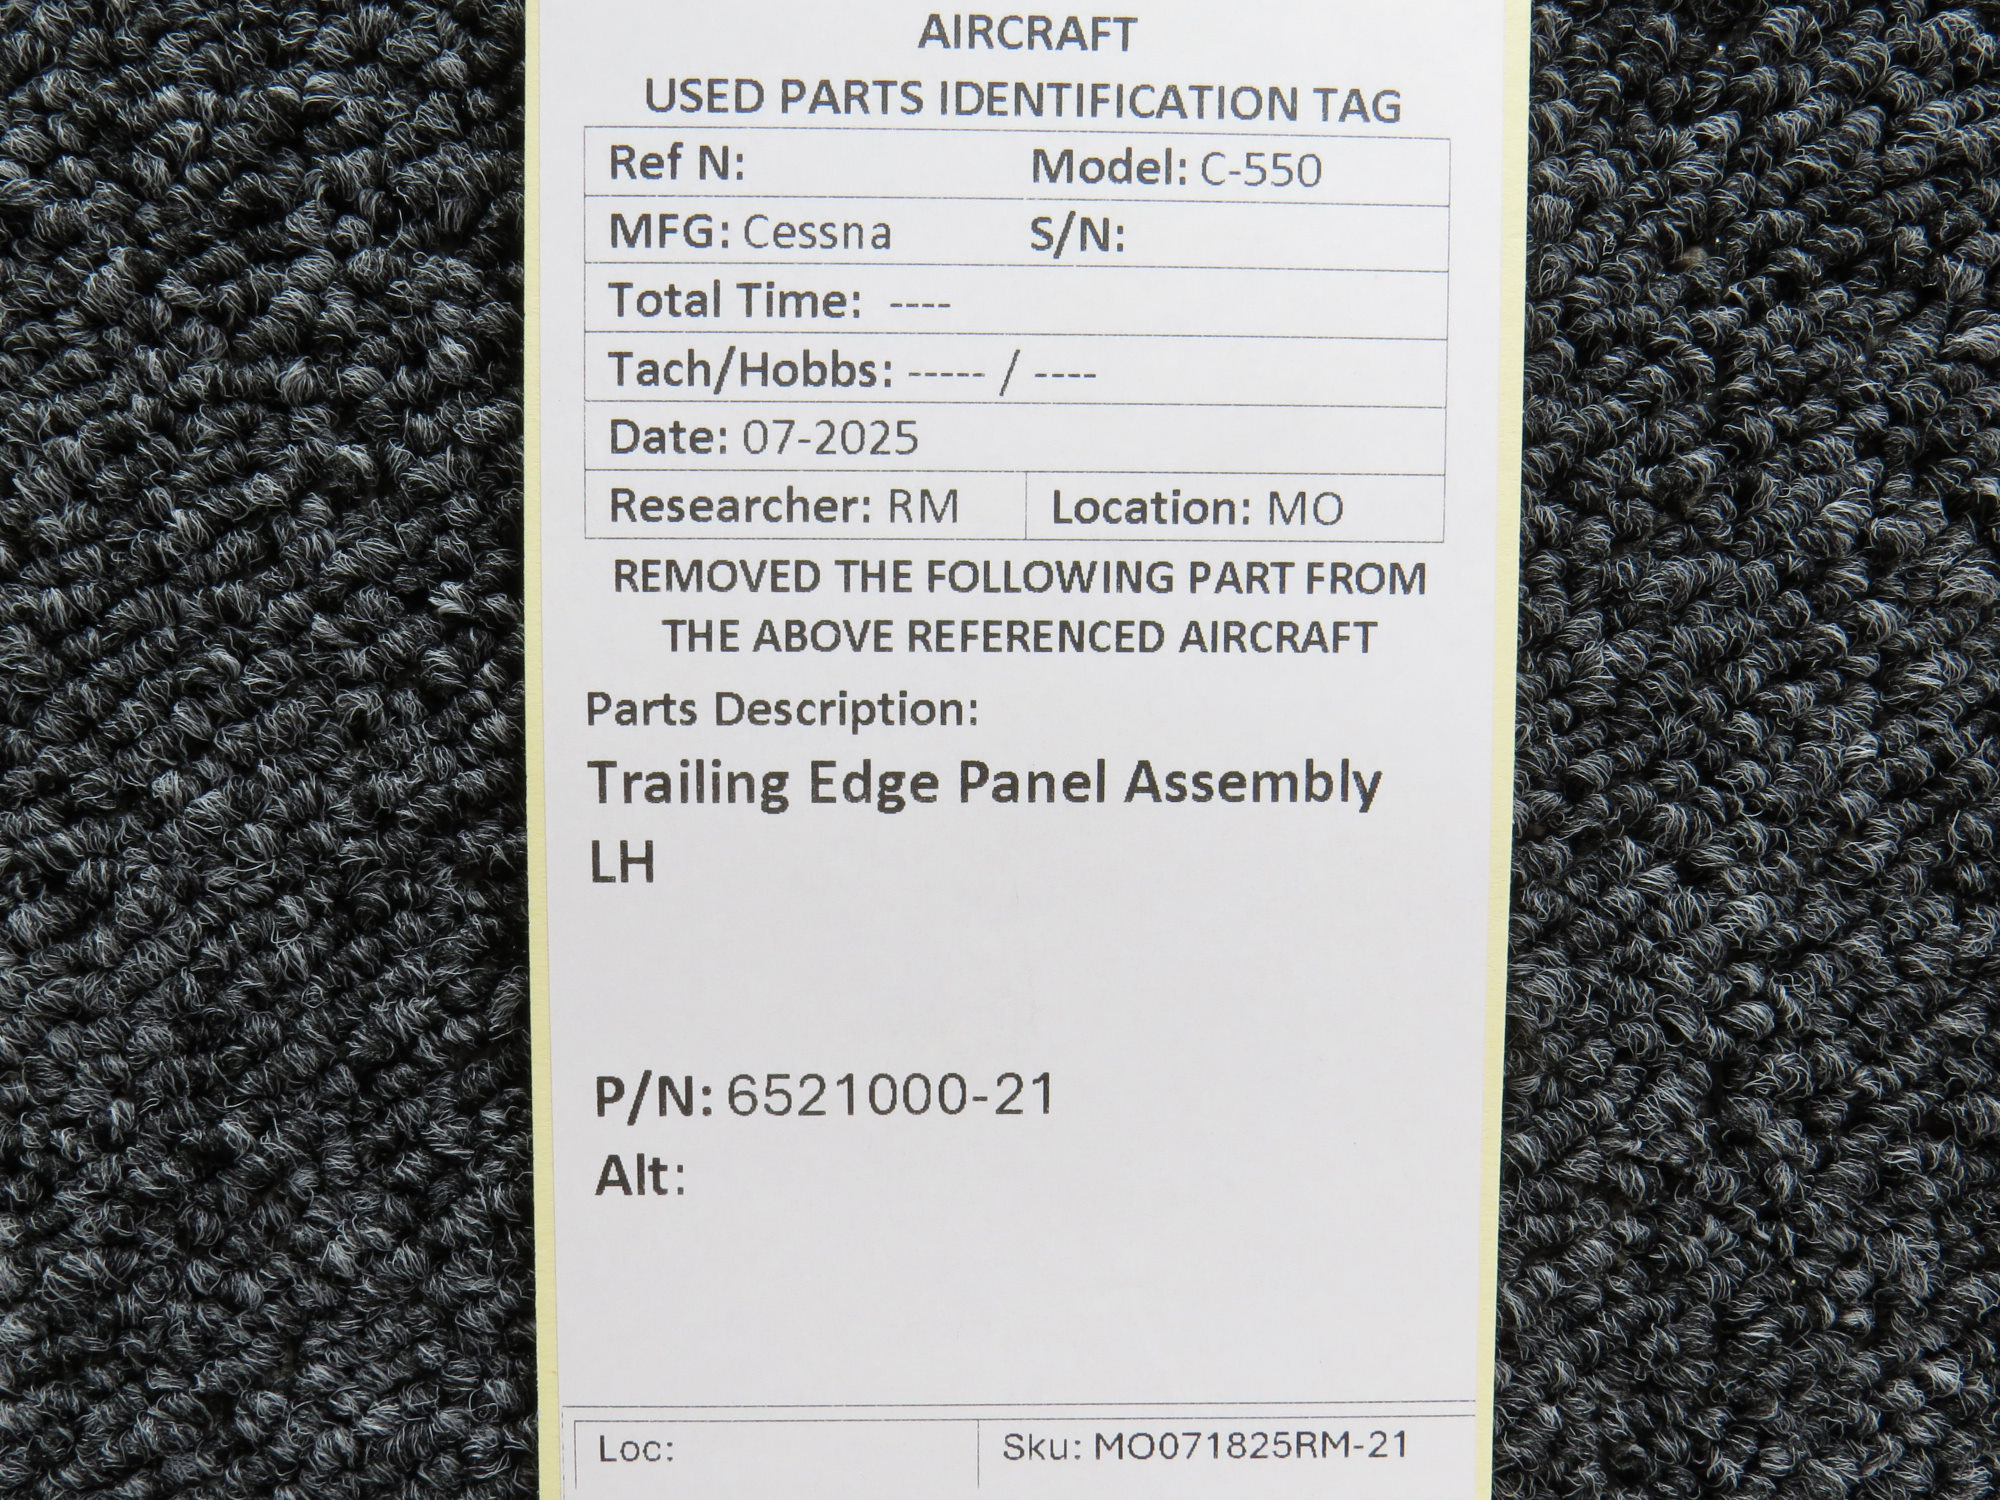 AIRCRAFT
USED PARTS IDENTIFICATION TAG
Ref N: Model: C-550
MFG: Cessna S/N:
Total Time: ----
Tach/Hobbs: ----- / ----
Date: 07-2025
Researcher: RM Location: MO
REMOVED THE FOLLOWING PART FROM
THE ABOVE REFERENCED AIRCRAFT
Parts Description:
Trailing Edge Panel Assembly
LH
P/N: 6521000-21
Alt:
Loc: Sku: MO071825RM-21